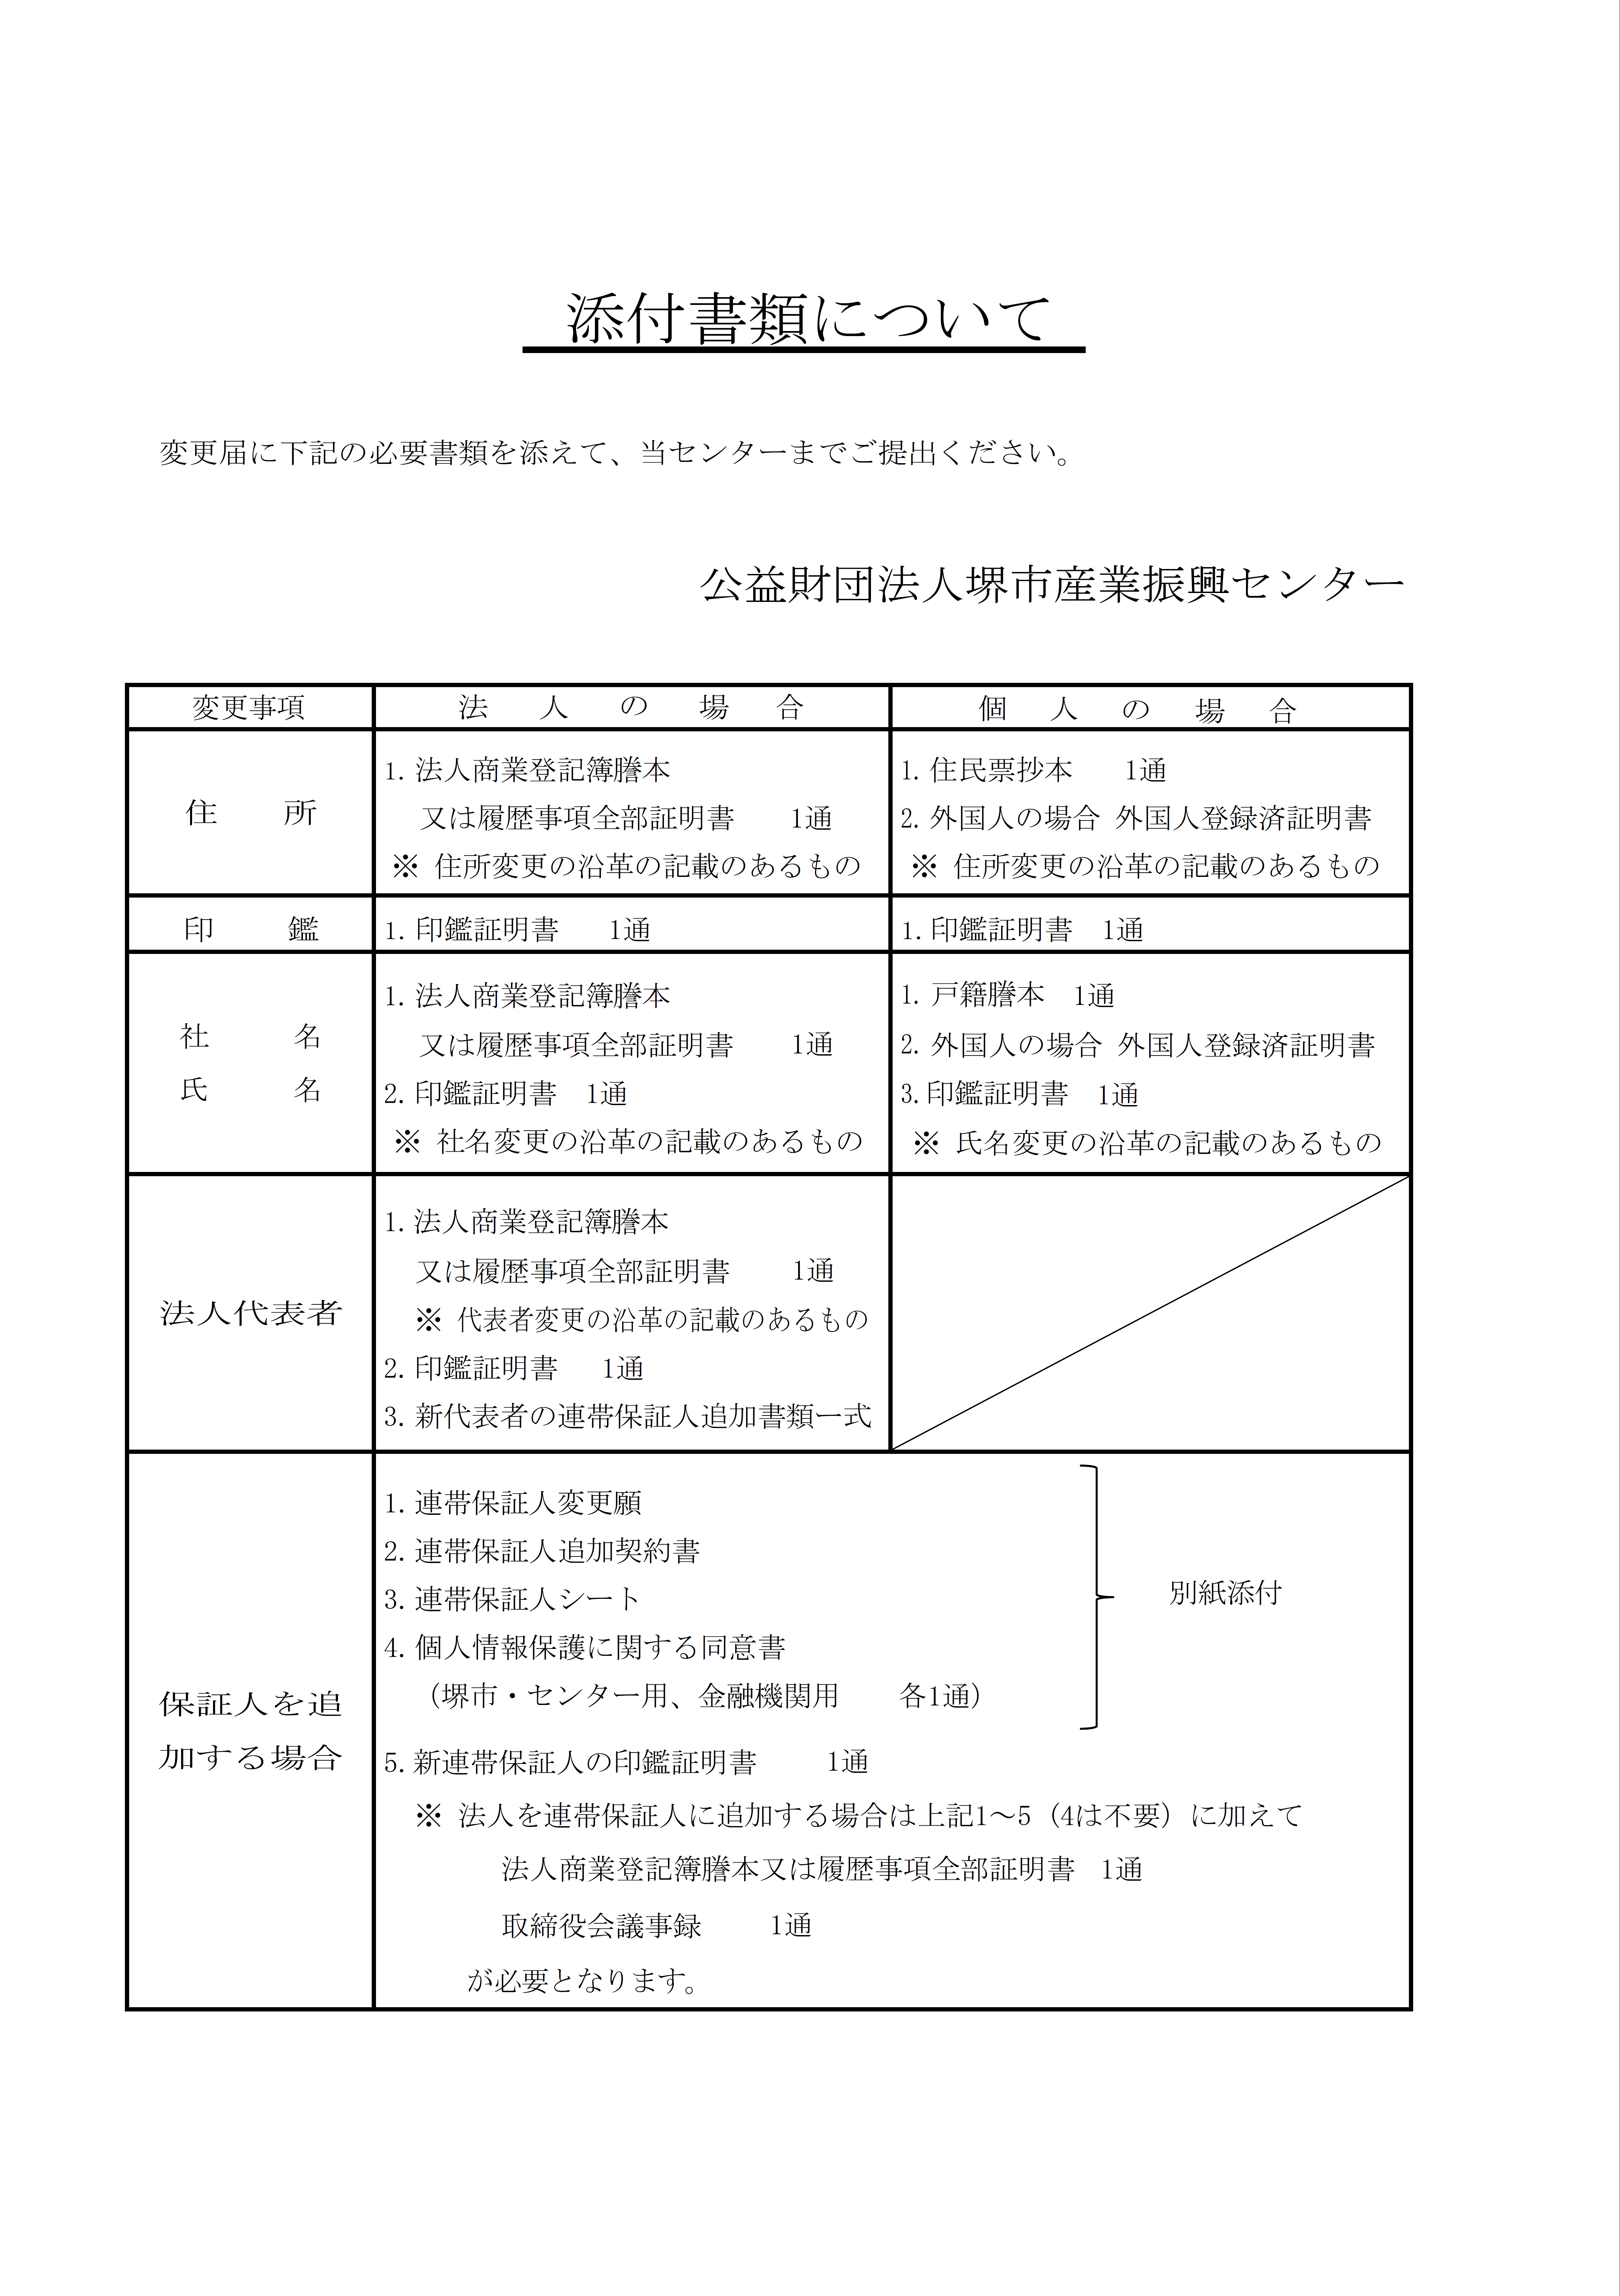 添付書類について
変更届に下記の必要書類を添えて、当センターまでご提出ください。
公益財団法人堺市産業振興センター
変更事項
法人の場合
個人の場合
住所
1. 法人商業登記簿謄本
又は履歴事項全部証明書 1通
※ 住所変更の沿革の記載のあるもの
1. 住民票抄本 1通
2. 外国人の場合 外国人登録済証明書
※ 住所変更の沿革の記載のあるもの
印鑑
1. 印鑑証明書 1通
1. 印鑑証明書 1通
社名
氏名
1. 法人商業登記簿謄本
又は履歴事項全部証明書 1通
2. 印鑑証明書 1通
※ 社名変更の沿革の記載のあるもの
1. 戸籍謄本 1通
2. 外国人の場合 外国人登録済証明書
3. 印鑑証明書 1通
※ 氏名変更の沿革の記載のあるもの
法人代表者
1. 法人商業登記簿謄本
又は履歴事項全部証明書 1通
※ 代表者変更の沿革の記載のあるもの
2. 印鑑証明書 1通
3. 新代表者の連帯保証人追加書類一式
保証人を追
加する場合
1. 連帯保証人変更願
2. 連帯保証人追加契約書
3. 連帯保証人シート
4. 個人情報保護に関する同意書
（堺市・センター用、金融機関用 各1通）
別紙添付
5. 新連帯保証人の印鑑証明書 1通
※ 法人を連帯保証人に追加する場合は上記1～5（4は不要）に加えて
法人商業登記簿謄本又は履歴事項全部証明書 1通
取締役会議事録 1通
が必要となります。